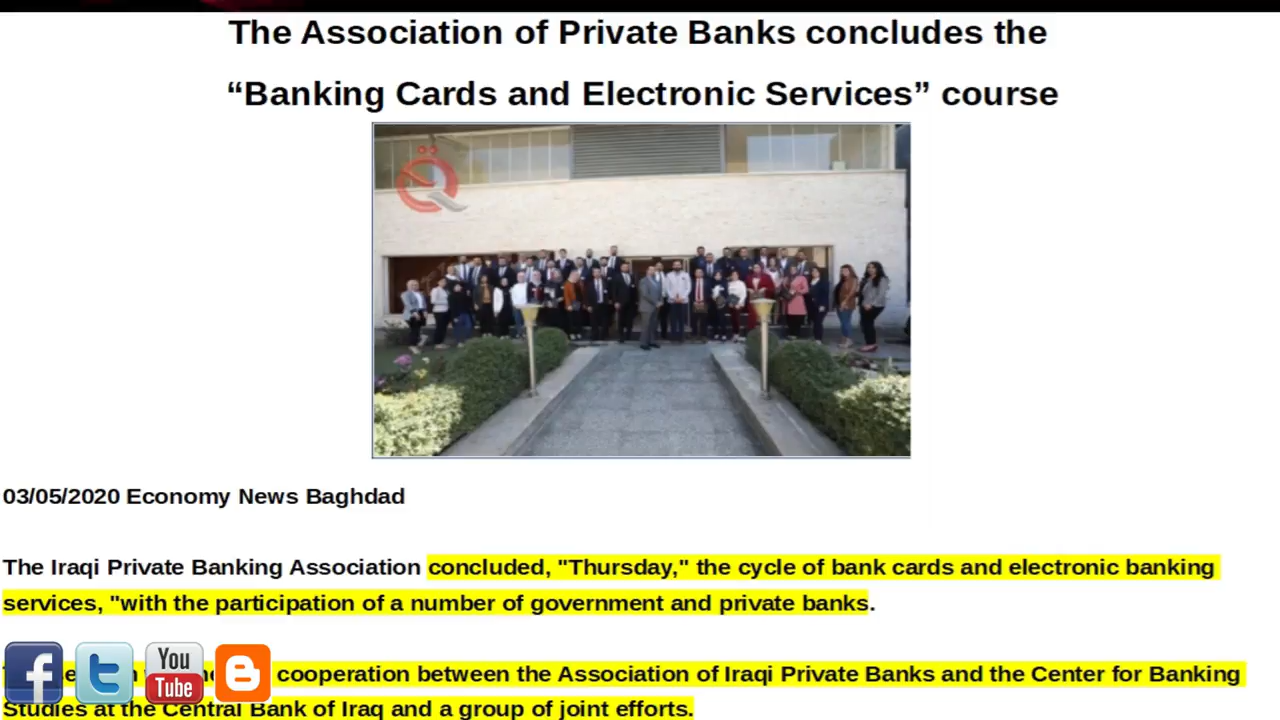 The Association of Private Banks concludes the
“Banking Cards and Electronic Services” course
03/05/2020 Economy News Baghdad
The Iraqi Private Banking Association concluded, "Thursday," the cycle of bank cards and electronic banking
services, "with the participation of a number of government and private banks.
cooperation between the Association of Iraqi Private Banks and the Center for Banking
Studies at the Central Bank of Iraq and a group of joint efforts.
You
Tube